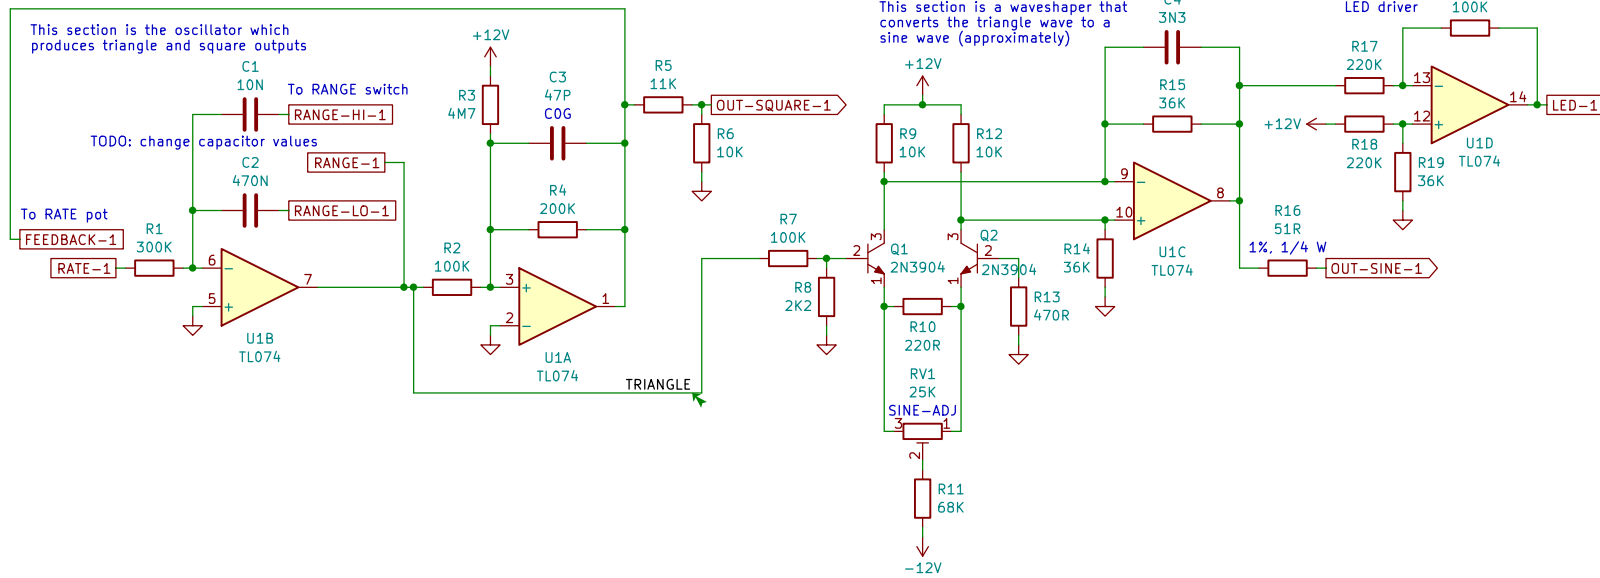 This section is the oscillator which
produces triangle and square outputs
C1
10N
To RANGE switch
RANGE-HI-1
TODO: change capacitor values
C2
470N
RANGE-1
RANGE-LO-1
To RATE pot
FEEDBACK-1
R1
300K
RATE-1
6
5
7
U1B
TL074
+12V
R3
4M7
C3
47P
C0G
R4
200K
R2
100K
3
2
1
U1A
TL074
R5
11K
OUT-SQUARE-1
R6
10K
TRIANGLE
This section is a waveshaper that
converts the triangle wave to a
sine wave (approximately)
+12V
R9
10K
R12
10K
R7
100K
R8
2K2
3
2
1
Q1
2N3904
3
2
1
Q2
2N3904
R10
220R
R13
470R
RV1
25K
SINE-ADJ
3
1
2
R11
68K
-12V
3N3
R15
36K
9
10
8
U1C
TL074
R14
36K
R16
51R
1%, 1/4 W
OUT-SINE-1
LED driver
100K
R17
220K
+12V
R18
220K
R19
36K
13
12
14
U1D
TL074
LED-1